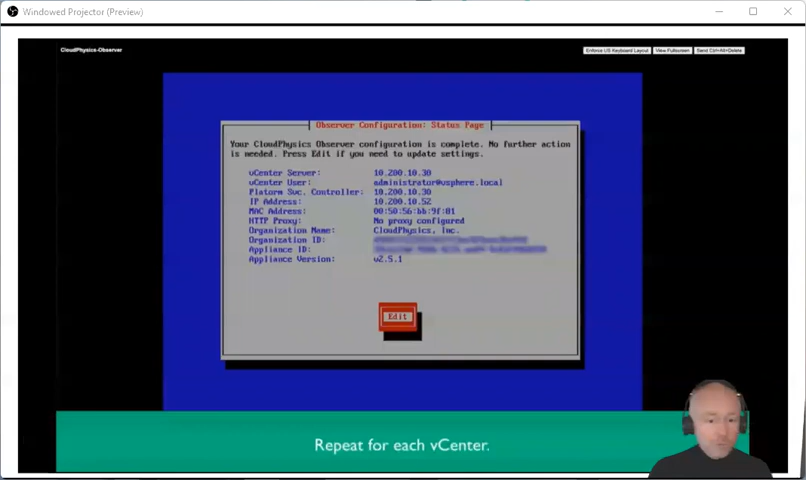 Windowed Projector (Preview)
CloudPhysics-Observer
Enforce US Keyboard Layout View Fullscreen Send Ctrl+Alt+Delete
Observer Configuration: Status Page
Your CloudPhysics Observer configuration is complete. No further action
is needed. Press Edit if you need to update settings.
vCenter Server: 10.200.10.30
vCenter User: administrator@vsphere.local
Platorm Svc. Controller: 10.200.10.30
IP Address: 10.200.10.52
MAC Address: 00:50:56:bb:9f:81
HTTP Proxy: No proxy configured
Organization Name: CloudPhysics, Inc.
Organization ID:
Appliance ID:
Appliance Version: v2.5.1
Edit
Repeat for each vCenter.